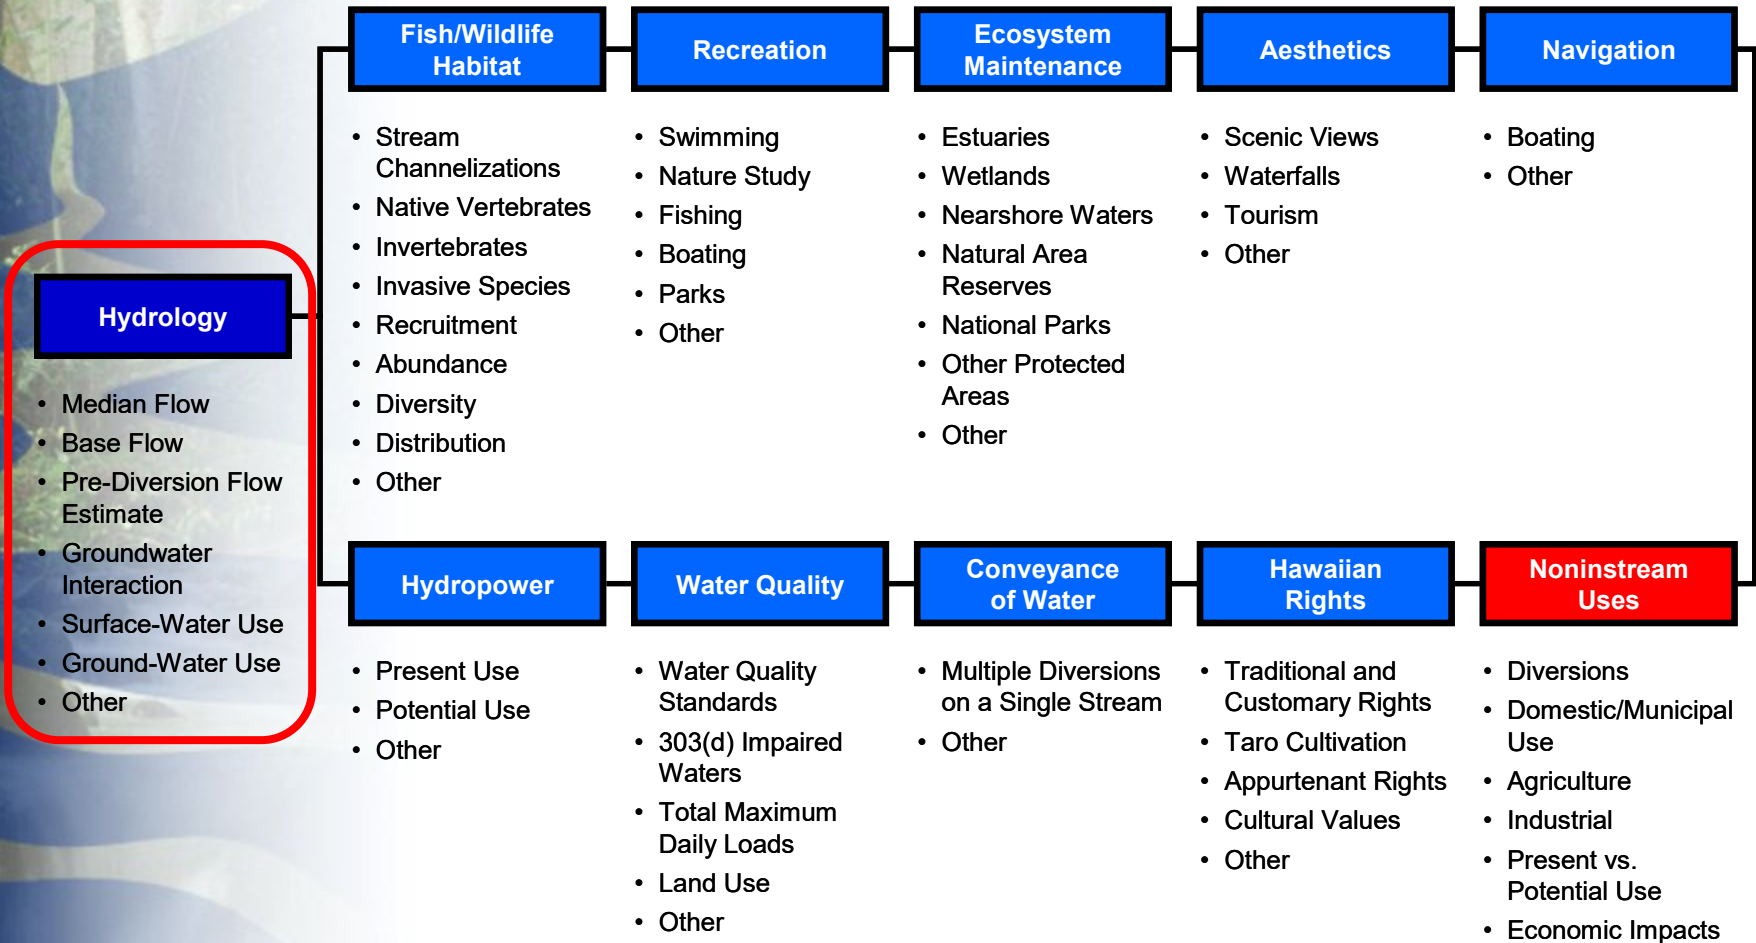 Fish/Wildlife
Habitat
Recreation
Ecosystem
Maintenance
Aesthetics
Navigation
• Stream
Channelizations
• Native Vertebrates
• Invertebrates
• Invasive Species
• Recruitment
• Abundance
• Diversity
• Distribution
• Other
• Swimming
• Nature Study
• Fishing
• Boating
• Parks
• Other
• Estuaries
• Wetlands
• Nearshore Waters
• Natural Area
Reserves
• National Parks
• Other Protected
Areas
• Other
• Scenic Views
• Waterfalls
• Tourism
• Other
• Boating
• Other
Hydrology
• Median Flow
• Base Flow
• Pre-Diversion Flow
Estimate
• Groundwater
Interaction
• Surface-Water Use
• Ground-Water Use
• Other
Hydropower
Water Quality
Conveyance
of Water
Hawaiian
Rights
Noninstream
Uses
• Present Use
• Potential Use
• Other
• Water Quality
Standards
• 303(d) Impaired
Waters
• Total Maximum
Daily Loads
• Land Use
• Other
• Multiple Diversions
on a Single Stream
• Other
• Traditional and
Customary Rights
• Taro Cultivation
• Appurtenant Rights
• Cultural Values
• Other
• Diversions
• Domestic/Municipal
Use
• Agriculture
• Industrial
• Present vs.
Potential Use
• Economic Impacts